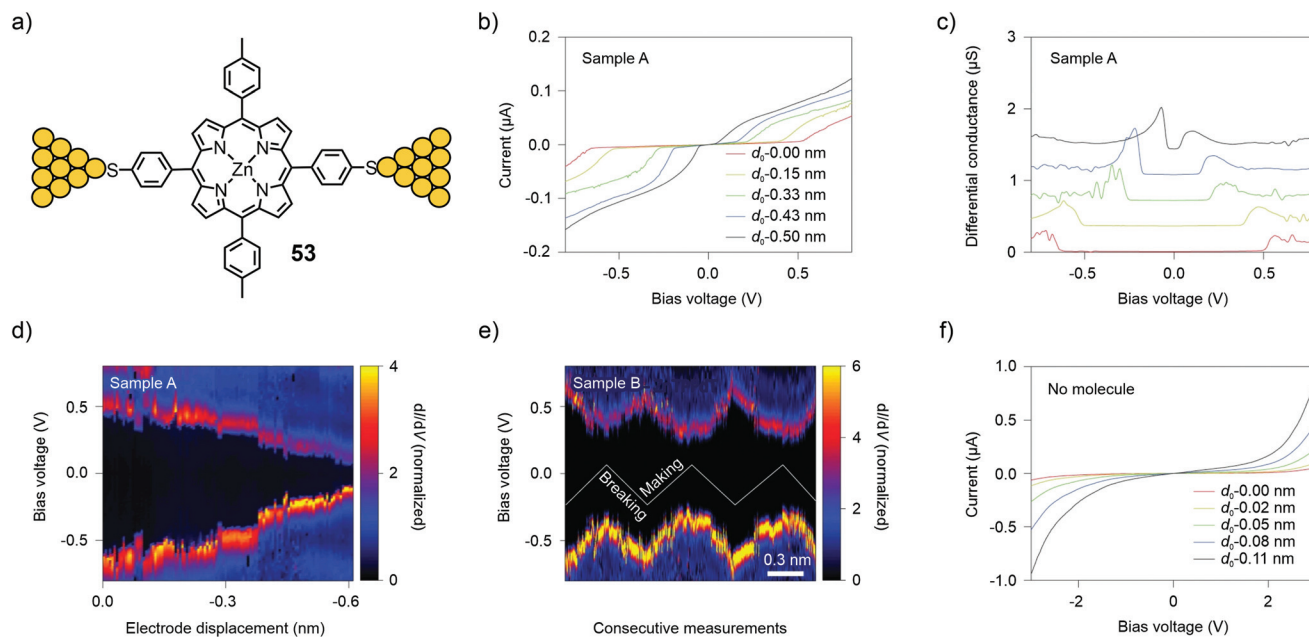 a)
S
N
N
Zn
N
N
S
53
b)
Sample A
Current (µA)
0.2
0.1
0.0
-0.1
-0.2
d₀-0.00 nm
d₀-0.15 nm
d₀-0.33 nm
d₀-0.43 nm
d₀-0.50 nm
-0.5
0.0
0.5
Bias voltage (V)
c)
Sample A
Differential conductance (µS)
3
2
1
0
-0.5
0.0
0.5
Bias voltage (V)
d)
Sample A
Bias voltage (V)
0.5
0.0
-0.5
0.0
-0.3
-0.6
Electrode displacement (nm)
4
2
0
dI/dV (normalized)
e)
Sample B
Bias voltage (V)
0.5
0.0
-0.5
Breaking
Making
0.3 nm
Consecutive measurements
6
4
2
0
dI/dV (normalized)
f)
No molecule
Current (µA)
1.0
0.5
0.0
-0.5
-1.0
d₀-0.00 nm
d₀-0.02 nm
d₀-0.05 nm
d₀-0.08 nm
d₀-0.11 nm
-2
0
2
Bias voltage (V)